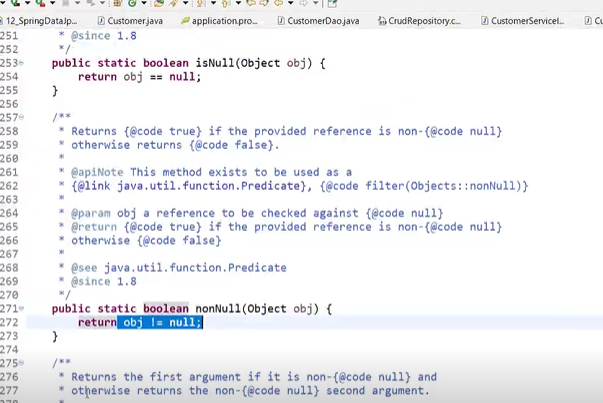 12_SpringDataJp... Customer.java application.pro... CustomerDao.java CrudRepository.c... CustomerServiceI... Cu
251 * @since 1.8
252 */
253 public static boolean isNull(Object obj) {
254 return obj == null;
255 }
256
257 /**
258 * Returns {@code true} if the provided reference is non-{@code null}
259 * otherwise returns {@code false}.
260 *
261 * @apiNote This method exists to be used as a
262 * {@link java.util.function.Predicate}, {@code filter(Objects::nonNull)}
263 *
264 * @param obj a reference to be checked against {@code null}
265 * @return {@code true} if the provided reference is non-{@code null}
266 * otherwise {@code false}
267 *
268 * @see java.util.function.Predicate
269 * @since 1.8
270 */
271 public static boolean nonNull(Object obj) {
272 return obj != null;
273 }
274
275 /**
276 * Returns the first argument if it is non-{@code null} and
277 * otherwise returns the non-{@code null} second argument.